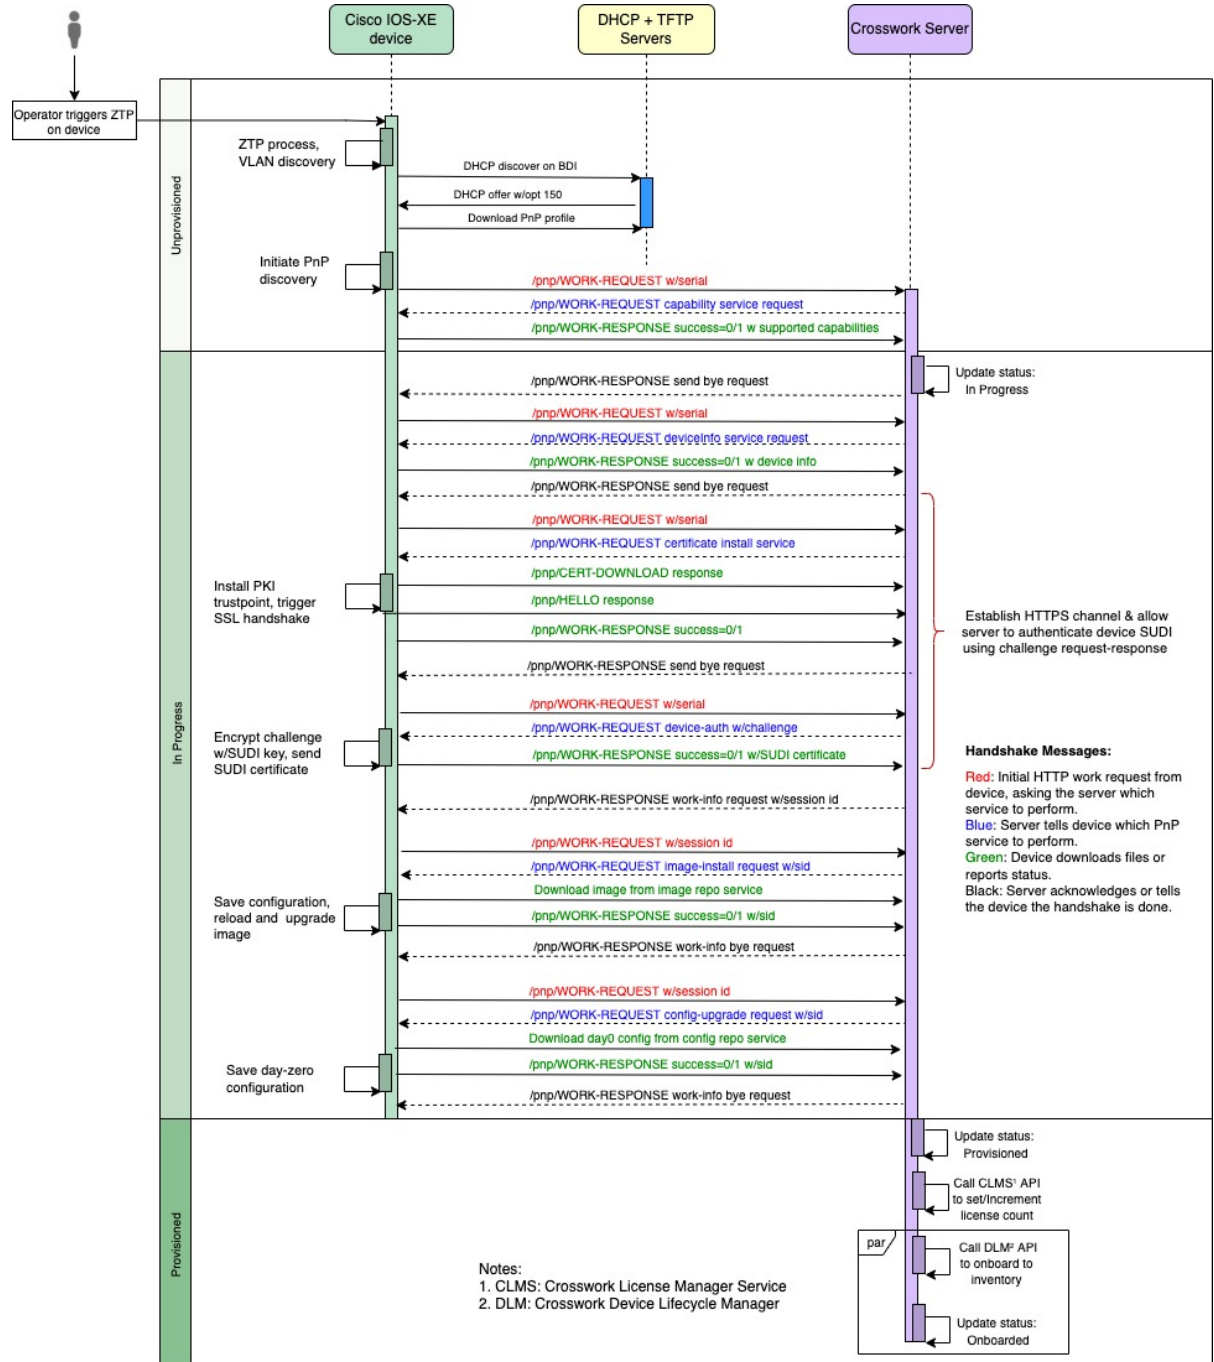 Cisco IOS-XE
device
DHCP + TFTP
Servers
Crosswork Server
Operator triggers ZTP
on device
Unprovisioned
ZTP process,
VLAN discovery
DHCP discover on BDI
DHCP offer w/opt 150
Download PnP profile
Initiate PnP
discovery
/pnp/WORK-REQUEST w/serial
/pnp/WORK-REQUEST capability service request
/pnp/WORK-RESPONSE success=0/1 w supported capabilities
In Progress
Update status:
In Progress
/pnp/WORK-RESPONSE send bye request
/pnp/WORK-REQUEST w/serial
/pnp/WORK-REQUEST deviceInfo service request
/pnp/WORK-RESPONSE success=0/1 w device info
/pnp/WORK-RESPONSE send bye request
/pnp/WORK-REQUEST w/serial
/pnp/WORK-REQUEST certificate install service
Install PKI
trustpoint, trigger
SSL handshake
/pnp/CERT-DOWNLOAD response
/pnp/HELLO response
/pnp/WORK-RESPONSE success=0/1
/pnp/WORK-RESPONSE send bye request
Establish HTTPS channel & allow
server to authenticate device SUDI
using challenge request-response
/pnp/WORK-REQUEST w/serial
/pnp/WORK-REQUEST device-auth w/challenge
Encrypt challenge
w/SUDI key, send
SUDI certificate
/pnp/WORK-RESPONSE success=0/1 w/SUDI certificate
/pnp/WORK-RESPONSE work-info request w/session id
Handshake Messages:
Red: Initial HTTP work request from
device, asking the server which
service to perform.
Blue: Server tells device which PnP
service to perform.
Green: Device downloads files or
reports status.
Black: Server acknowledges or tells
the device the handshake is done.
/pnp/WORK-REQUEST w/session id
/pnp/WORK-REQUEST image-install request w/sid
Download image from image repo service
Save configuration,
reload and upgrade
image
/pnp/WORK-RESPONSE success=0/1 w/sid
/pnp/WORK-RESPONSE work-info bye request
/pnp/WORK-REQUEST w/session id
/pnp/WORK-REQUEST config-upgrade request w/sid
Download day0 config from config repo service
Save day-zero
configuration
/pnp/WORK-RESPONSE success=0/1 w/sid
/pnp/WORK-RESPONSE work-info bye request
Provisioned
Update status:
Provisioned
Call CLMS¹ API
to set/Increment
license count
par
Call DLM² API
to onboard to
inventory
Update status:
Onboarded
Notes:
1. CLMS: Crosswork License Manager Service
2. DLM: Crosswork Device Lifecycle Manager